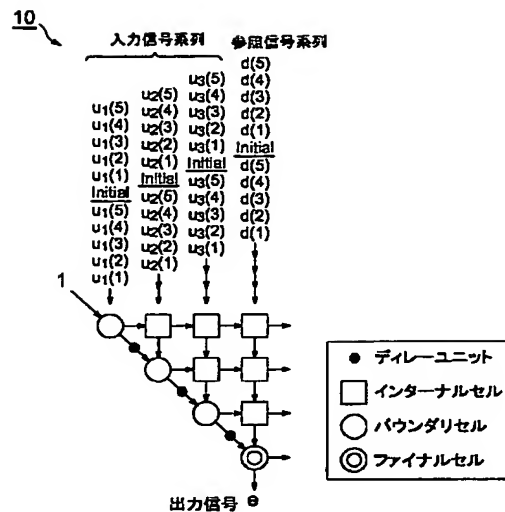 10
入力信号系列
参照信号系列
u1(5)
u1(4)
u1(3)
u1(2)
u1(1)
Initial
u1(5)
u1(4)
u1(3)
u1(2)
u1(1)
u2(5)
u2(4)
u2(3)
u2(2)
u2(1)
Initial
u2(5)
u2(4)
u2(3)
u2(2)
u2(1)
u3(5)
u3(4)
u3(3)
u3(2)
u3(1)
Initial
u3(5)
u3(4)
u3(3)
u3(2)
u3(1)
d(5)
d(4)
d(3)
d(2)
d(1)
Initial
d(5)
d(4)
d(3)
d(2)
d(1)
1
ディレーユニット
インターナルセル
バウンダリセル
ファイナルセル
出力信号 e